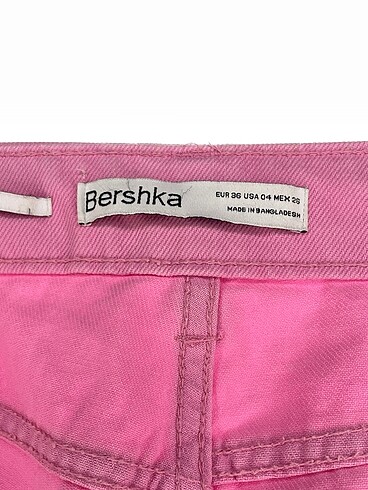 Bershka
EUR 36 USA 04 MEX 26
MADE IN BANGLADESH